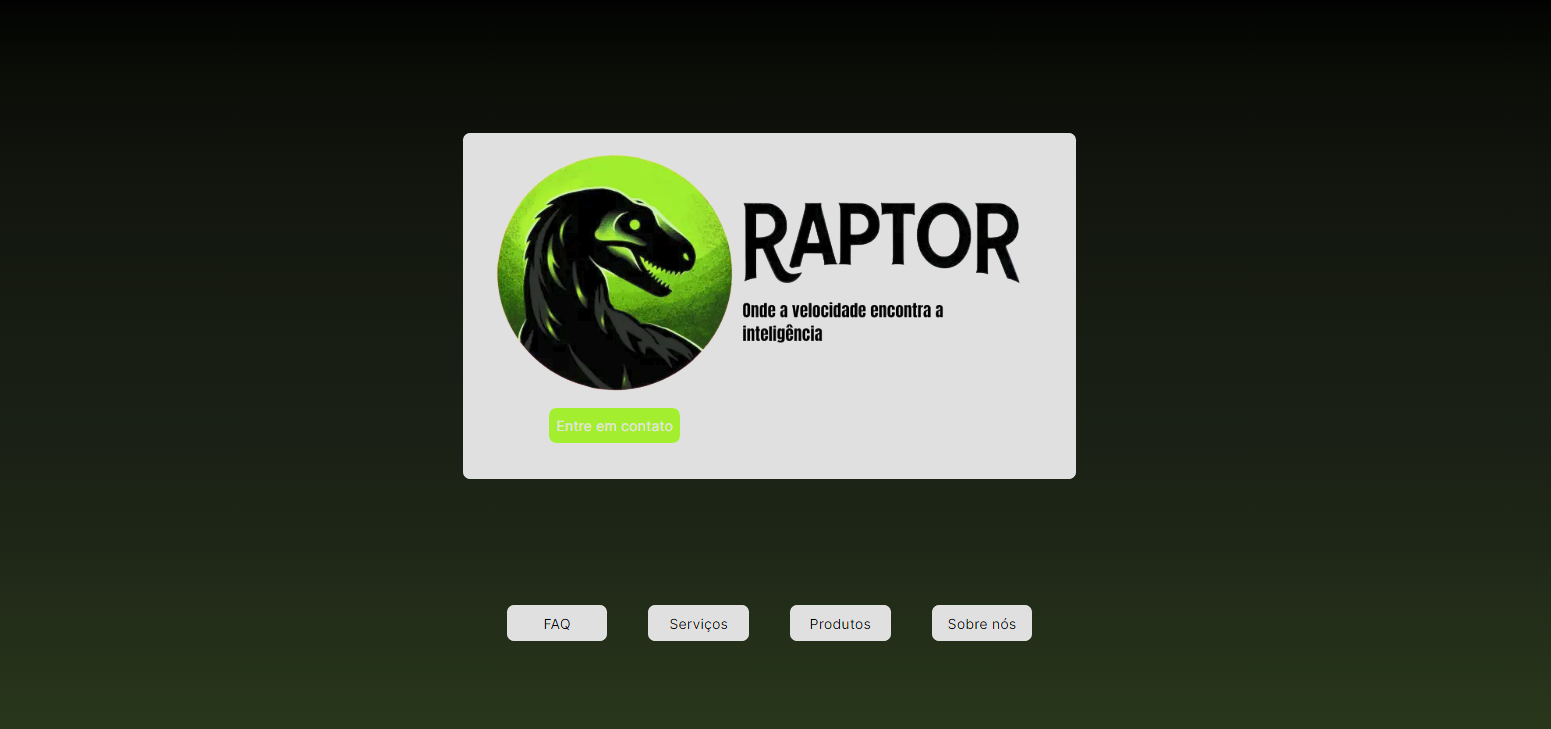 RAPTOR
Onde a velocidade encontra a
inteligência
Entre em contato
FAQ
Serviços
Produtos
Sobre nós